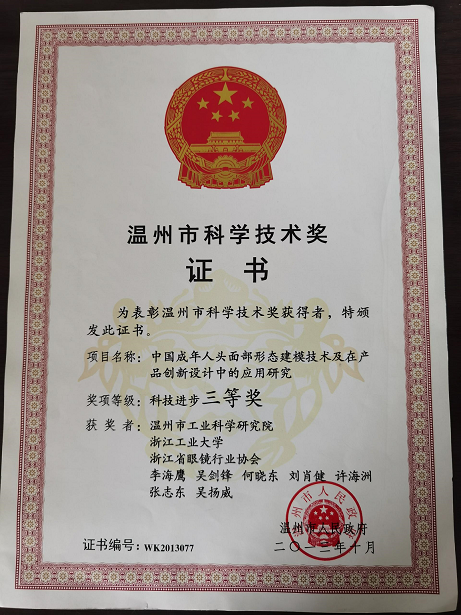 温州市科学技术奖
证书
为表彰温州市科学技术奖获得者，特颁
发此证书。
项目名称：中国成年人头面部形态建模技术及在产
品创新设计中的应用研究
奖项等级：科技进步三等奖
获奖者：温州市工业科学研究院
浙江工业大学
浙江省眼镜行业协会
李海鹰 吴剑锋 何晓东 刘肖健 许海洲
张志东 吴扬威
温州市人民政府
温州市人民政府
二〇一三年十月
证书编号：WK2013077